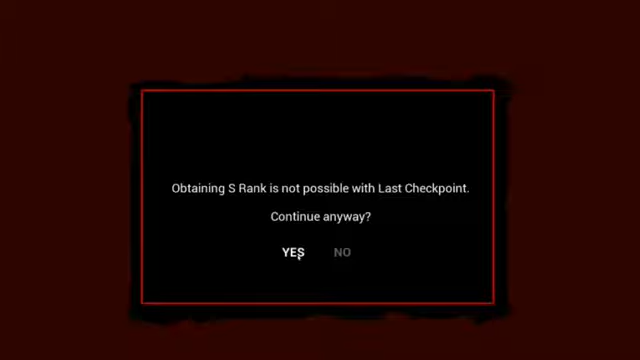 Obtaining S Rank is not possible with Last Checkpoint.
Continue anyway?
YES NO